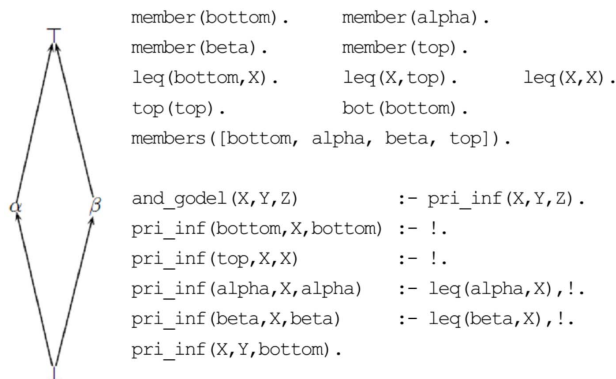 ⊤
member(bottom). member(alpha).
member(beta). member(top).
leq(bottom,X). leq(X,top). leq(X,X).
top(top). bot(bottom).
members([bottom, alpha, beta, top]).
α β
and_godel(X,Y,Z) :- pri_inf(X,Y,Z).
pri_inf(bottom,X,bottom) :- !.
pri_inf(top,X,X) :- !.
pri_inf(alpha,X,alpha) :- leq(alpha,X),!.
pri_inf(beta,X,beta) :- leq(beta,X),!.
pri_inf(X,Y,bottom).